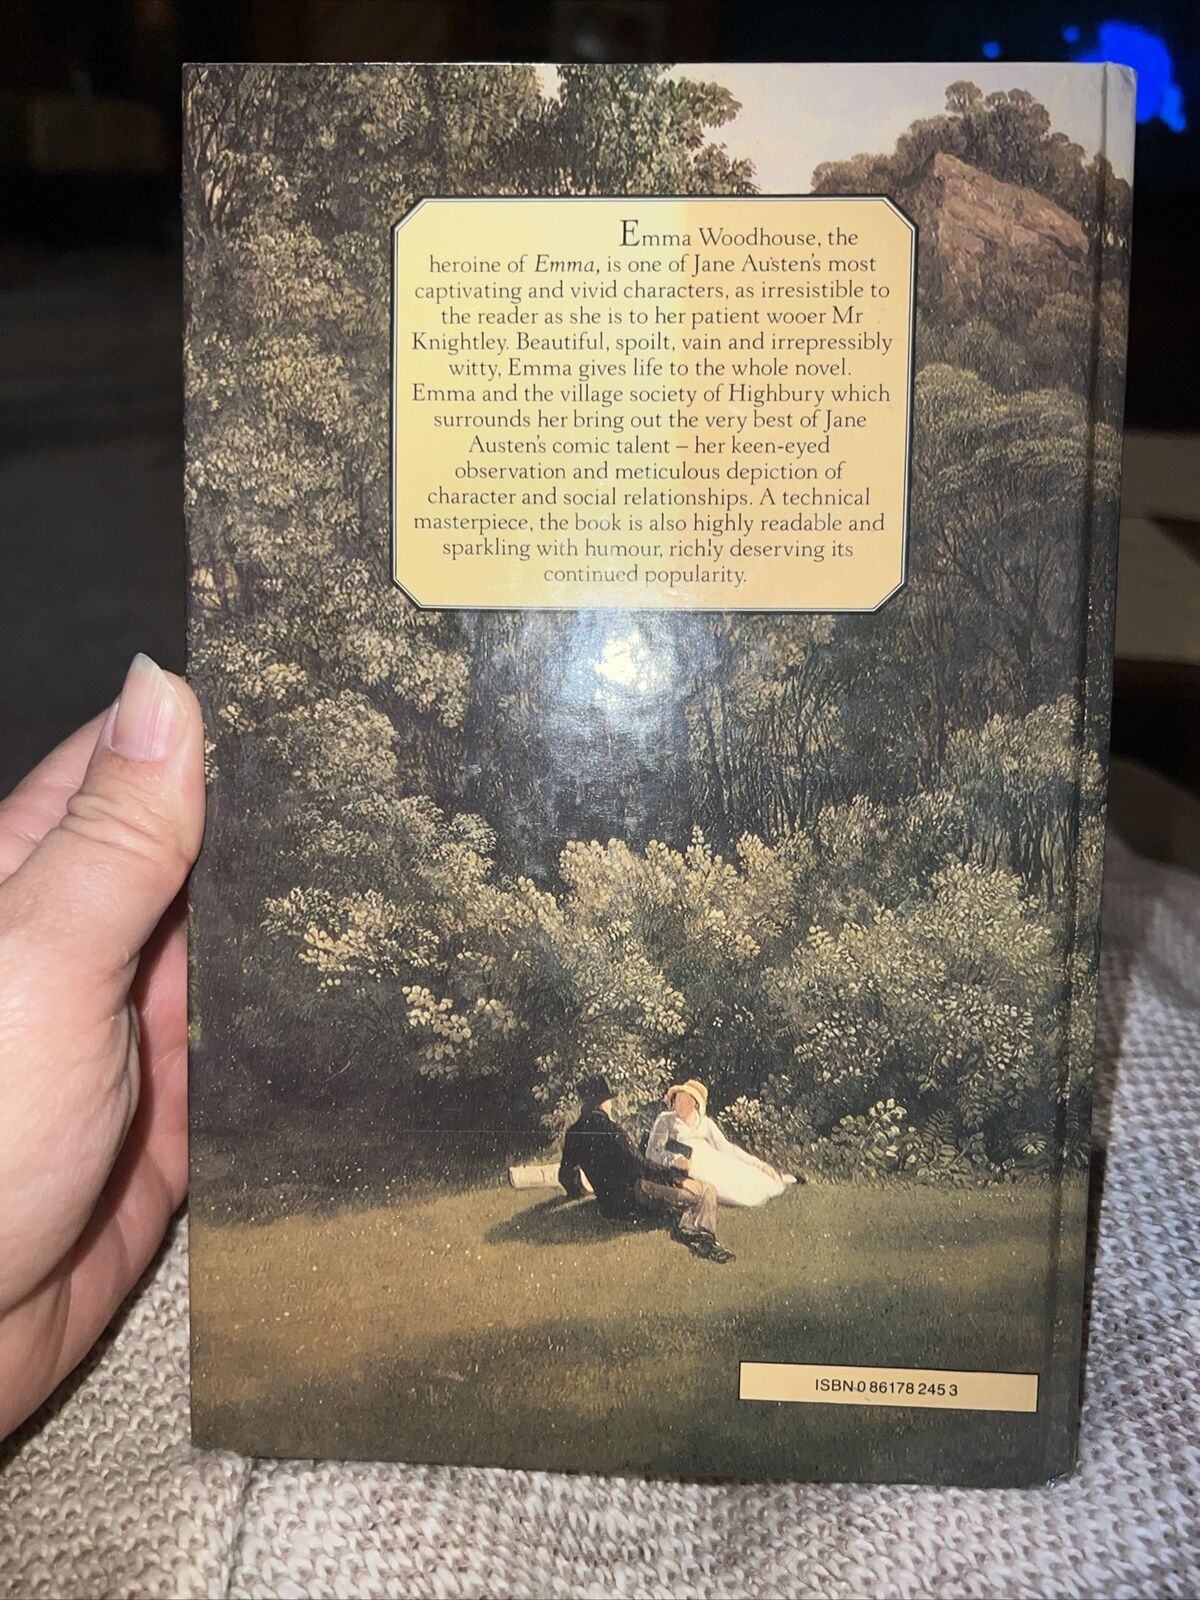 Emma Woodhouse, the
heroine of Emma, is one of Jane Austen's most
captivating and vivid characters, as irresistible to
the reader as she is to her patient wooer Mr
Knightley. Beautiful, spoilt, vain and irrepressibly
witty, Emma gives life to the whole novel.
Emma and the village society of Highbury which
surrounds her bring out the very best of Jane
Austen's comic talent – her keen-eyed
observation and meticulous depiction of
character and social relationships. A technical
masterpiece, the book is also highly readable and
sparkling with humour, richly deserving its
continued popularity.
ISBN 0 86178 245 3